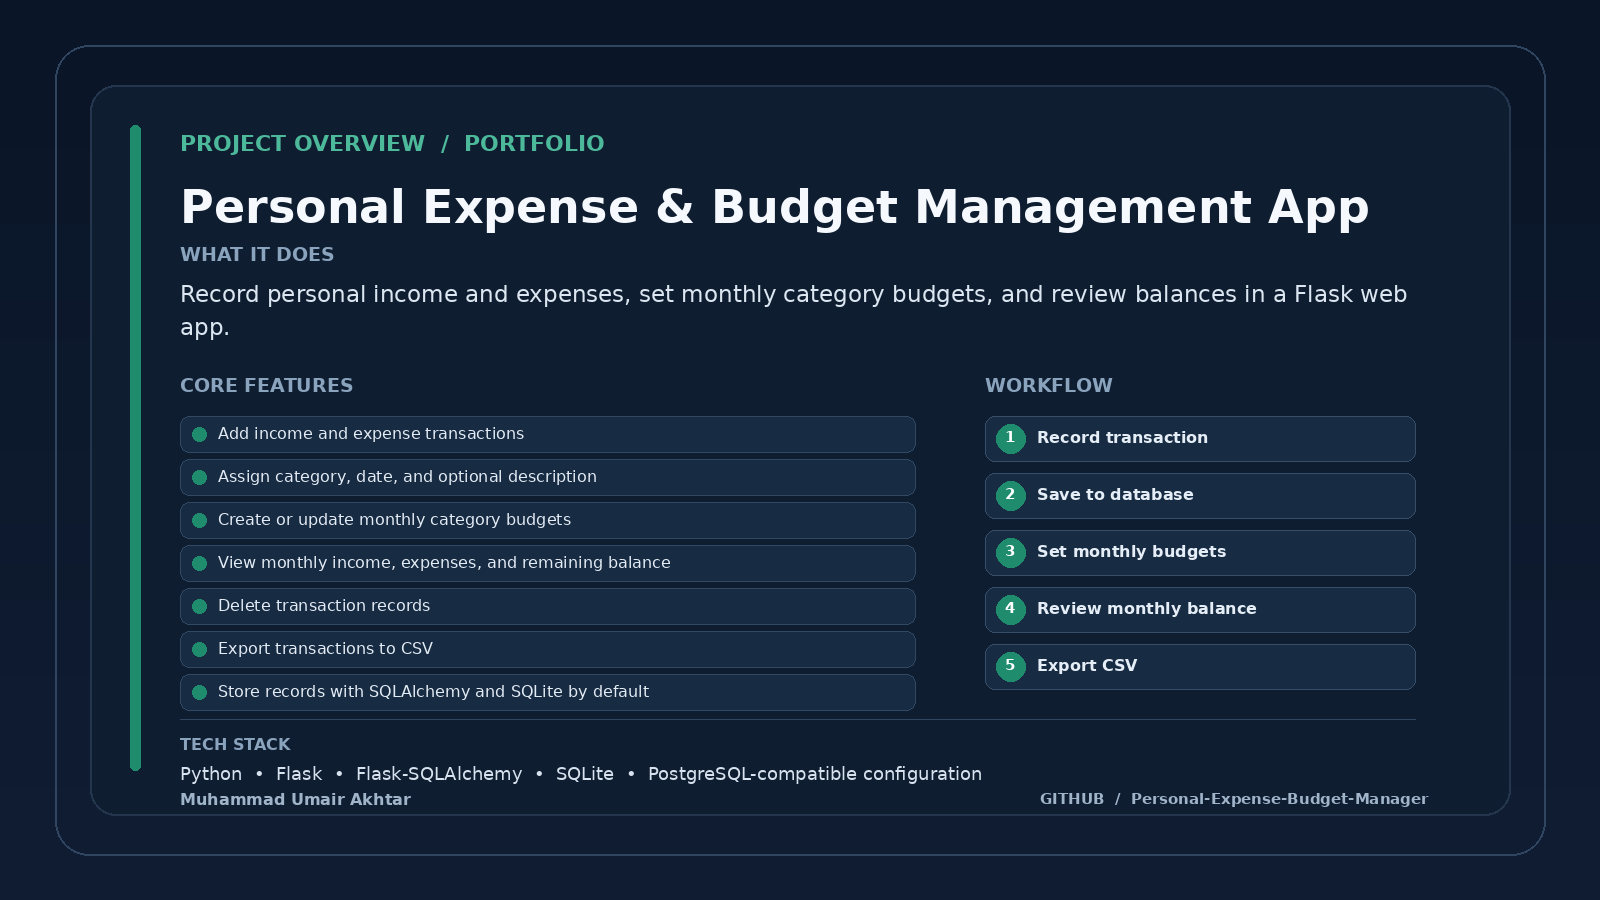 PROJECT OVERVIEW / PORTFOLIO
Personal Expense & Budget Management App
WHAT IT DOES
Record personal income and expenses, set monthly category budgets, and review balances in a Flask web
app.
CORE FEATURES
Add income and expense transactions
Assign category, date, and optional description
Create or update monthly category budgets
View monthly income, expenses, and remaining balance
Delete transaction records
Export transactions to CSV
Store records with SQLAlchemy and SQLite by default
WORKFLOW
1 Record transaction
2 Save to database
3 Set monthly budgets
4 Review monthly balance
5 Export CSV
TECH STACK
Python • Flask • Flask-SQLAlchemy • SQLite • PostgreSQL-compatible configuration
Muhammad Umair Akhtar
GITHUB / Personal-Expense-Budget-Manager